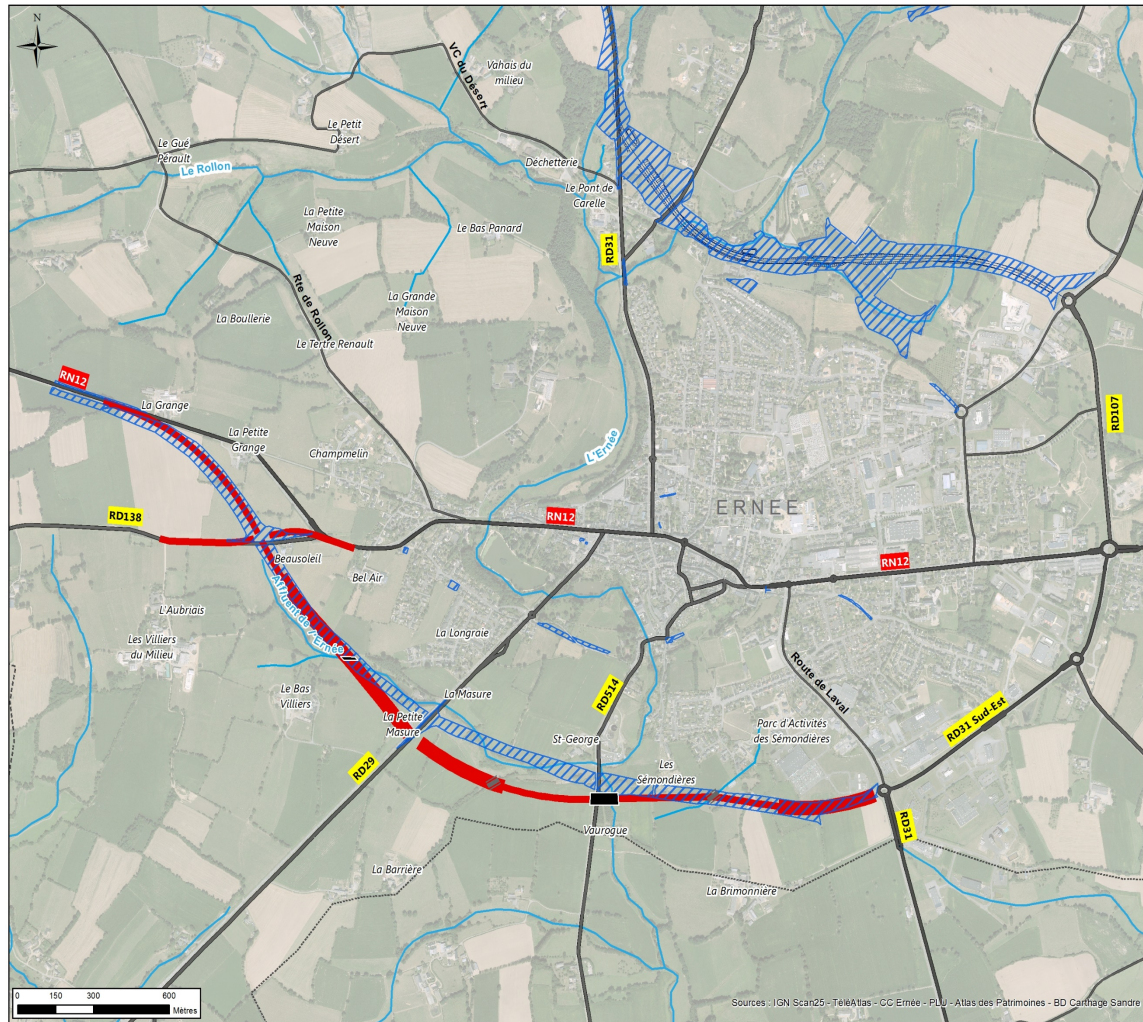 N
VC du Désert
Vahais du
milieu
Le Petit
Désert
Le Gué
Pérault
Le Rollon
Déchetterie
Le Pont de
Carelle
La Petite
Maison
Neuve
Le Bas Panard
RD31
Rte de Rollon
La Grande
Maison
Neuve
La Boullerie
Le Tertre Renault
RN12
La Grange
RD107
La Petite
Grange
Champmelin
L'Ernée
ERNEE
RD138
RN12
Beausoleil
Bel Air
RN12
Affluent de l'Ernée
L'Aubriais
Les Villiers
du Milieu
La Longraie
Route de Laval
Le Bas
Villiers
La Masure
RD514
La Petite
Masure
Parc d'Activités
des Sémondières
RD31 Sud-Est
St-George
RD29
Les
Sémondières
RD31
Vaurogue
La Barrière
La Brimonnière
0 150 300 600
Mètres
Sources : IGN Scan25 - TéléAtlas - CC Ernée - PLU - Atlas des Patrimoines - BD Carthage Sandre